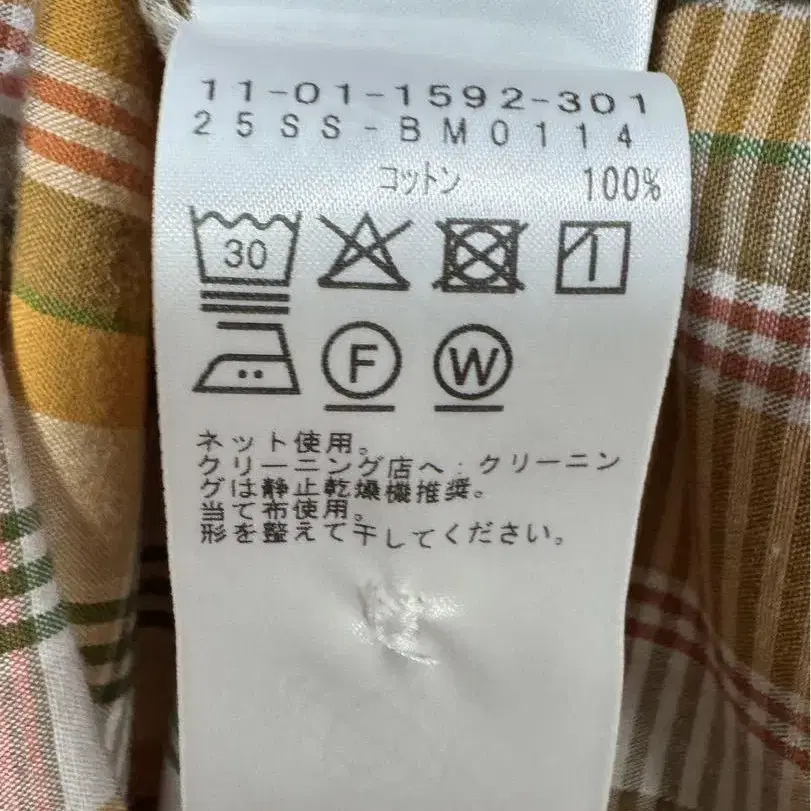 11-01-1592-301
25SS-BM0114
コットン 100%
30
F W
ネット使用。
クリーニング店へ:クリーニン
グは静止乾燥機推奨。
当て布使用。
形を整えて干してください。